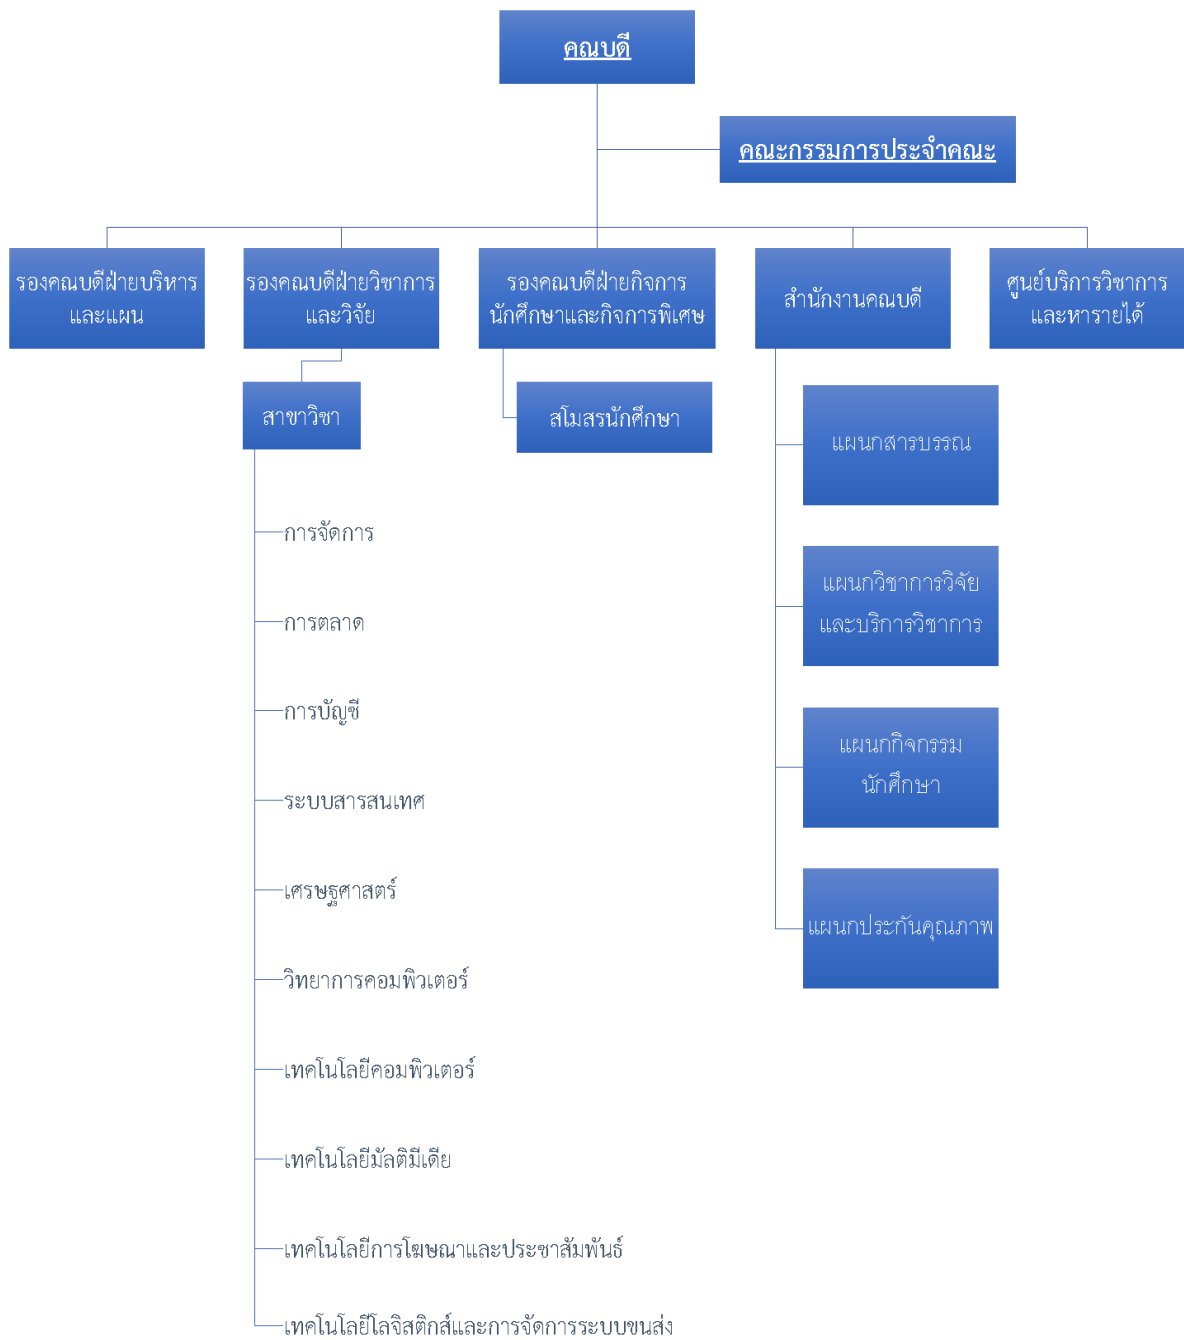 คณบดี
คณะกรรมการประจำคณะ
รองคณบดีฝ่ายบริหาร
และแผน
รองคณบดีฝ่ายวิชาการ
และวิจัย
รองคณบดีฝ่ายกิจการ
นักศึกษาและกิจการพิเศษ
สำนักงานคณบดี
ศูนย์บริการวิชาการ
และหารายได้
สาขาวิชา
สโมสรนักศึกษา
การจัดการ
การตลาด
การบัญชี
ระบบสารสนเทศ
เศรษฐศาสตร์
วิทยาการคอมพิวเตอร์
เทคโนโลยีคอมพิวเตอร์
เทคโนโลยีมัลติมีเดีย
เทคโนโลยีการโฆษณาและประชาสัมพันธ์
เทคโนโลยีโลจิสติกส์และการจัดการระบบขนส่ง
แผนกสารบรรณ
แผนกวิชาการวิจัย
และบริการวิชาการ
แผนกกิจกรรม
นักศึกษา
แผนกประกันคุณภาพ